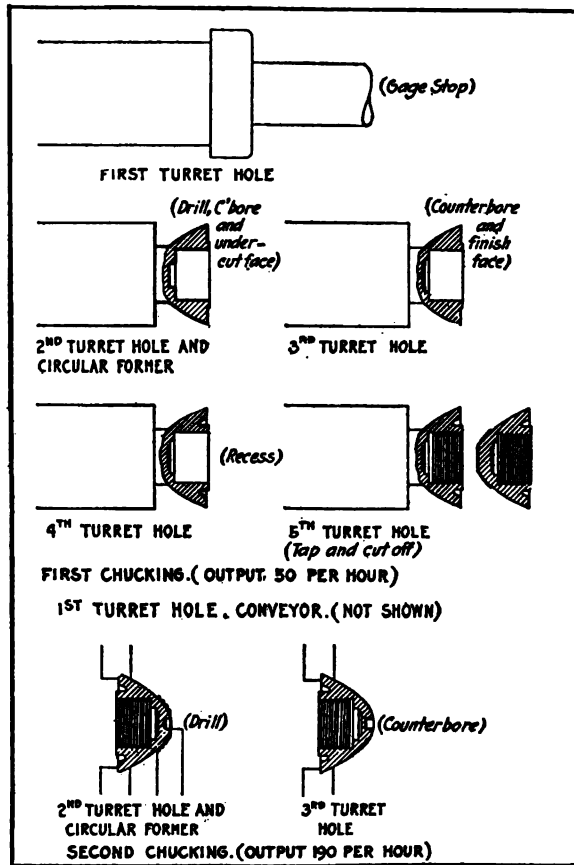 (Gage Stop)
FIRST TURRET HOLE
(Drill, C'bore
and
under-
cut face)
2ND TURRET HOLE AND
CIRCULAR FORMER
(Counterbore
and
finish
face)
3RD TURRET HOLE
(Recess)
4TH TURRET HOLE
5TH TURRET HOLE
(Tap and cut off)
FIRST CHUCKING. (OUTPUT, 50 PER HOUR)
1ST TURRET HOLE. CONVEYOR. (NOT SHOWN)
(Drill)
2ND TURRET HOLE AND
CIRCULAR FORMER
(Counterbore)
3RD TURRET
HOLE
SECOND CHUCKING. (OUTPUT 190 PER HOUR)